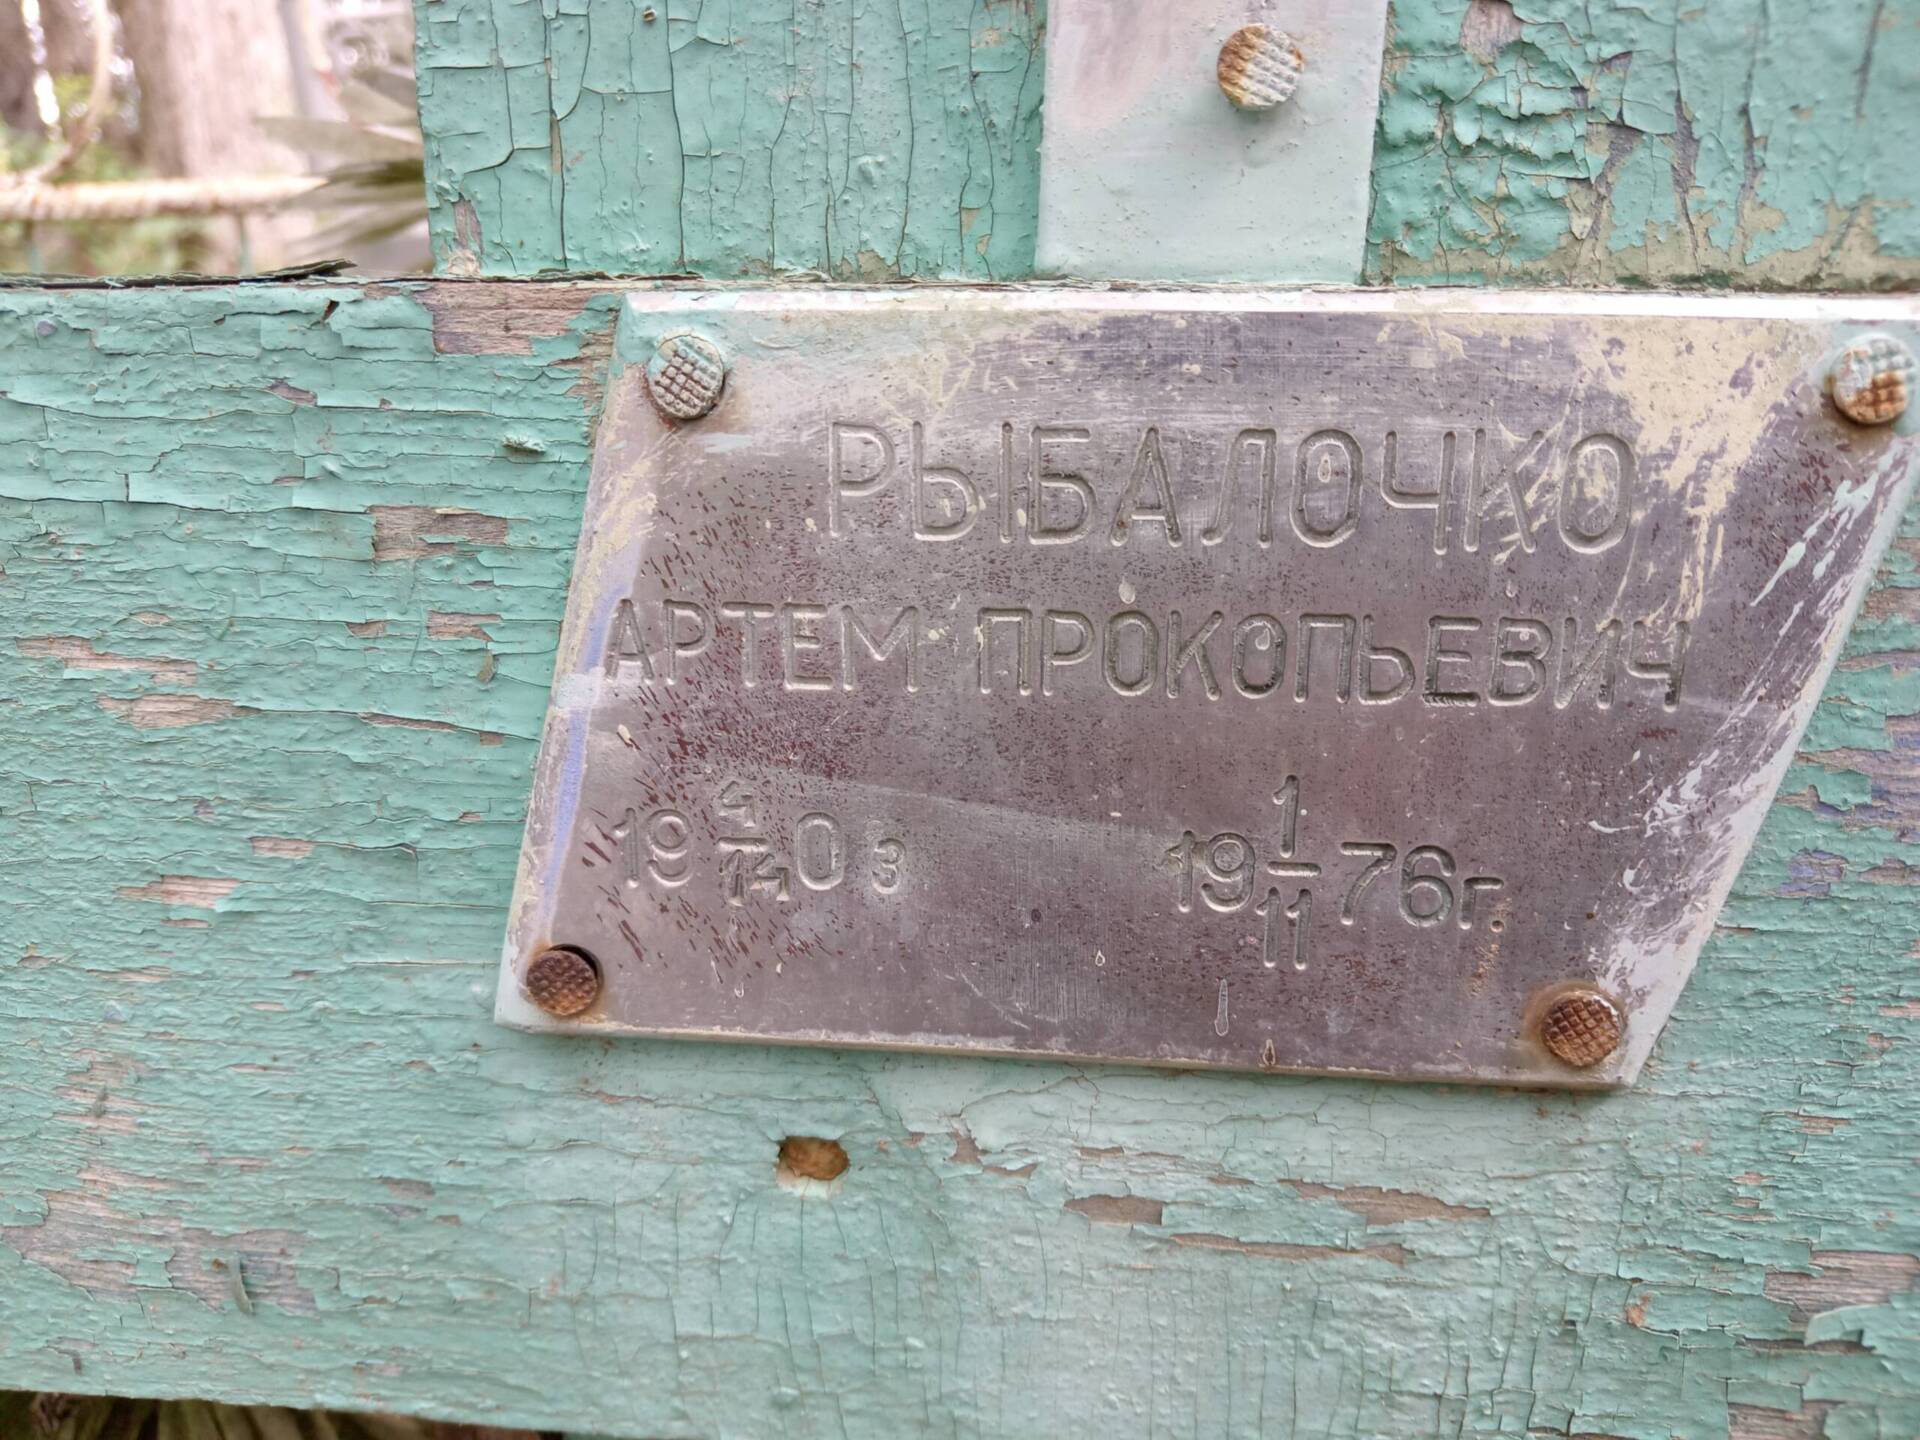 РЫБАЛОЧКО
АРТЕМ ПРОКОПЬЕВИЧ
19 4/14 03 19 1/11 76г.